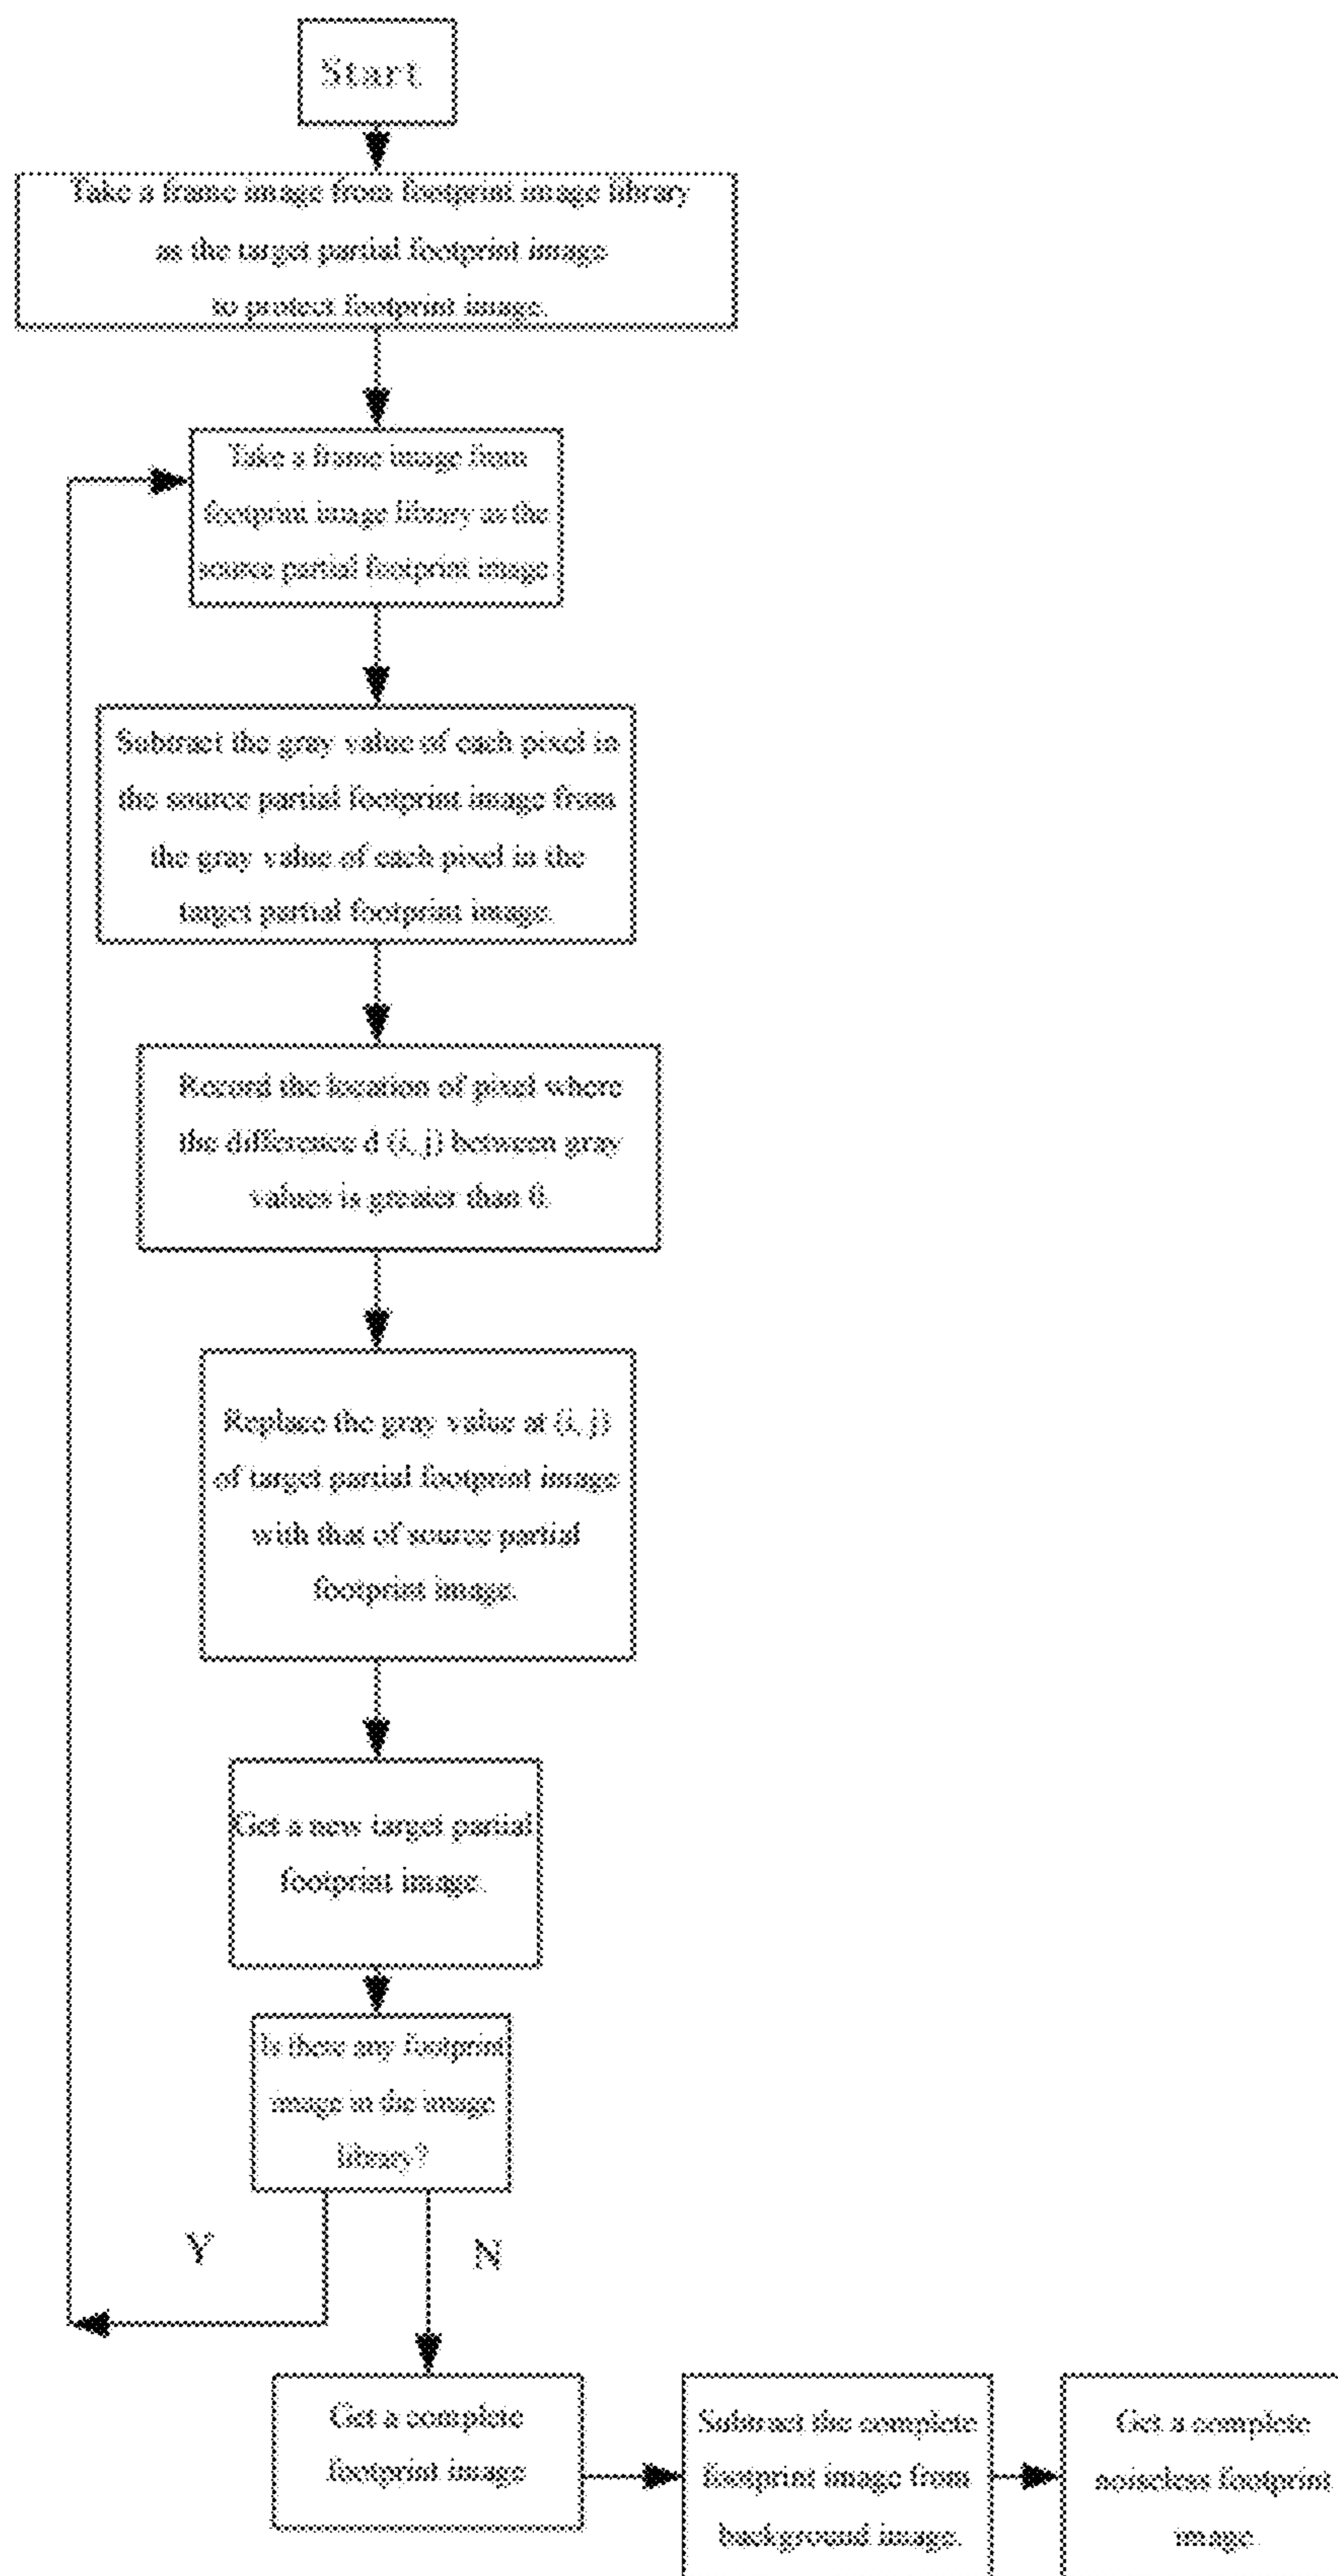 Start
Take a frame image from footprint image library
as the target partial footprint image
to protect footprint image.
Take a frame image from
footprint image library as the
source partial footprint image
Subtract the gray value of each pixel in
the source partial footprint image from
the gray value of each pixel in the
target partial footprint image.
Record the location of pixel where
the difference d (i, j) between gray
values is greater than 0.
Replace the gray value at (i, j)
of target partial footprint image
with that of source partial
footprint image.
Get a new target partial
footprint image.
Is there any footprint
image in the image
library?
Y
N
Get a complete
footprint image
Subtract the complete
footprint image from
background image.
Get a complete
noiseless footprint
image